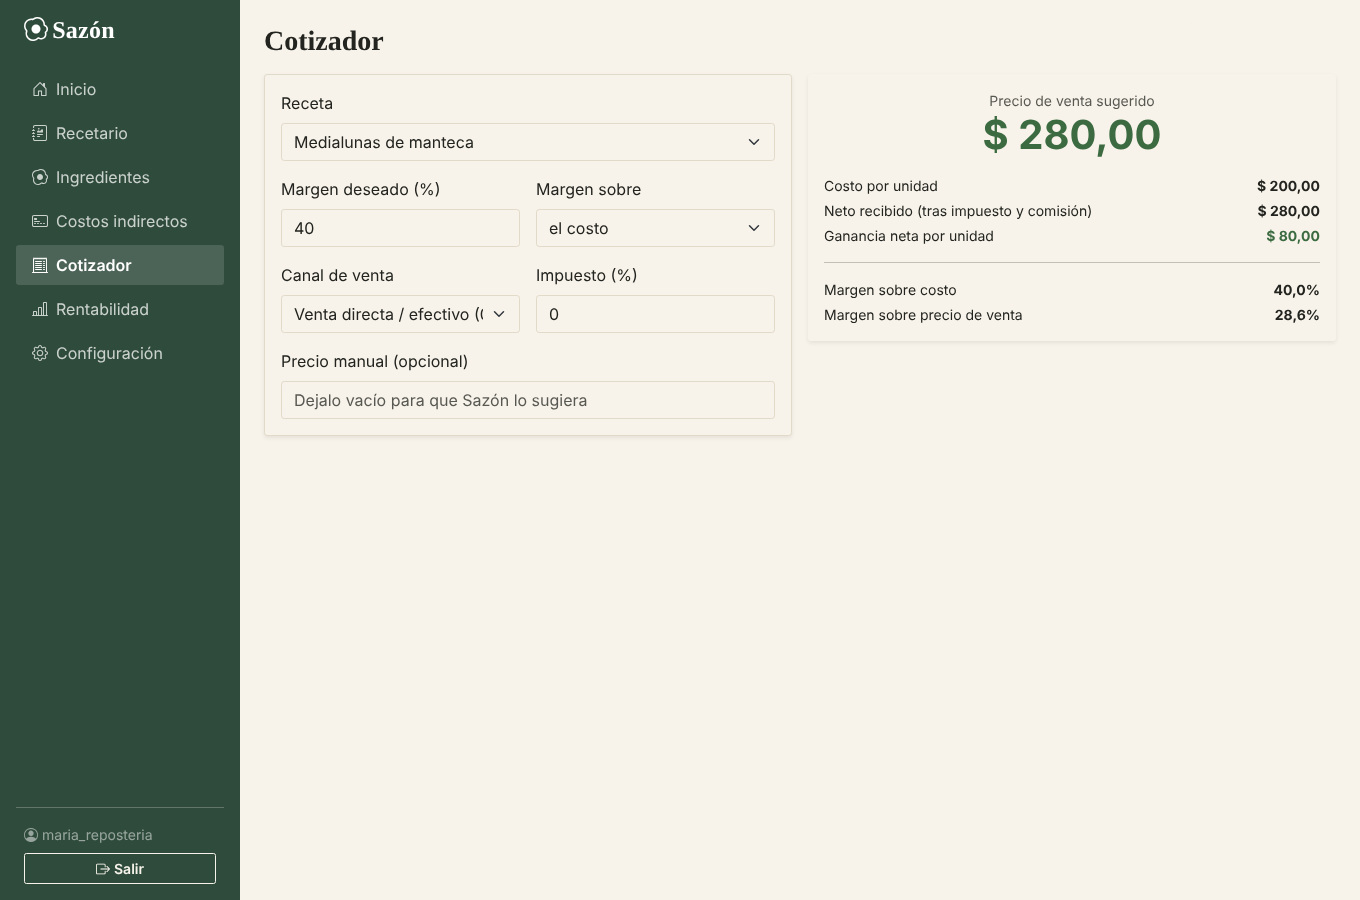 Sazón
Inicio
Recetario
Ingredientes
Costos indirectos
Cotizador
Rentabilidad
Configuración
maria_reposteria
Salir
Cotizador
Receta
Medialunas de manteca
Margen deseado (%)
Margen sobre
40
el costo
Canal de venta
Impuesto (%)
Venta directa / efectivo (
0
Precio manual (opcional)
Dejalo vacío para que Sazón lo sugiera
Precio de venta sugerido
$ 280,00
Costo por unidad $ 200,00
Neto recibido (tras impuesto y comisión) $ 280,00
Ganancia neta por unidad $ 80,00
Margen sobre costo 40,0%
Margen sobre precio de venta 28,6%